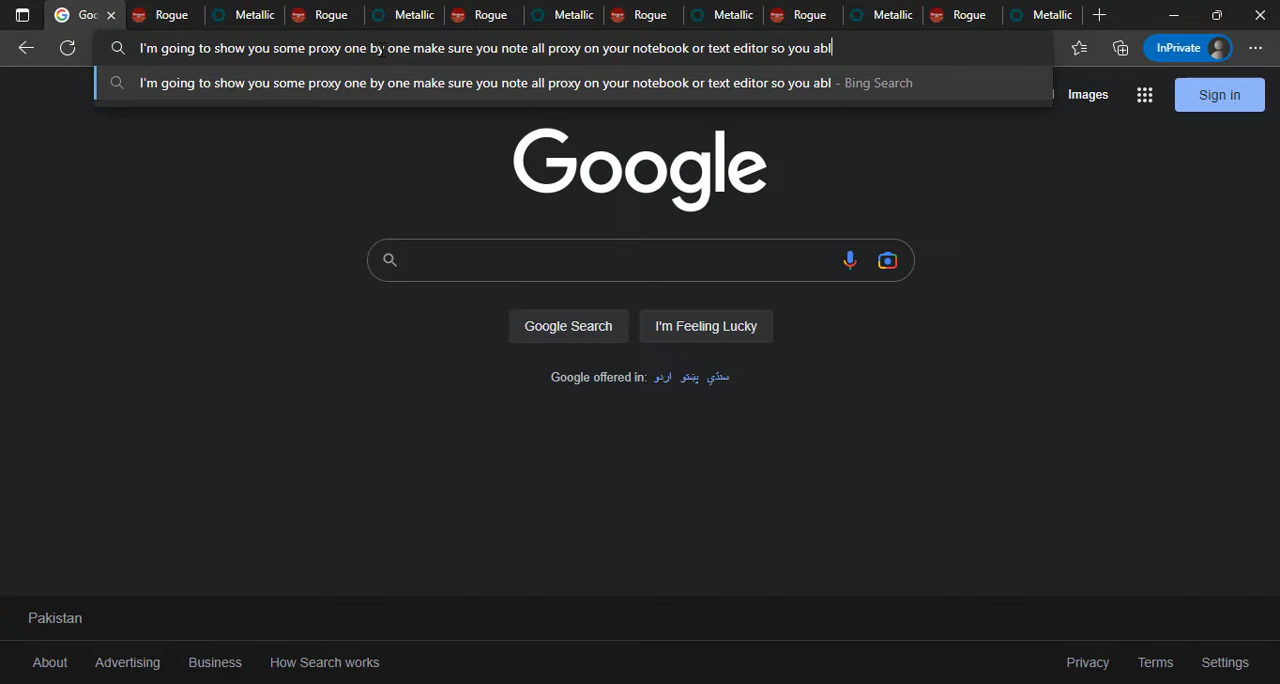 Goo Rogue Metallic Rogue Metallic Rogue Metallic Rogue Metallic Rogue Metallic Rogue Metallic
I'm going to show you some proxy one by one make sure you note all proxy on your notebook or text editor so you abl
InPrivate
I'm going to show you some proxy one by one make sure you note all proxy on your notebook or text editor so you abl - Bing Search
Images
Sign in
Google
Google Search
I'm Feeling Lucky
Google offered in: اردو پښتو سنڌي
Pakistan
About Advertising Business How Search works Privacy Terms Settings